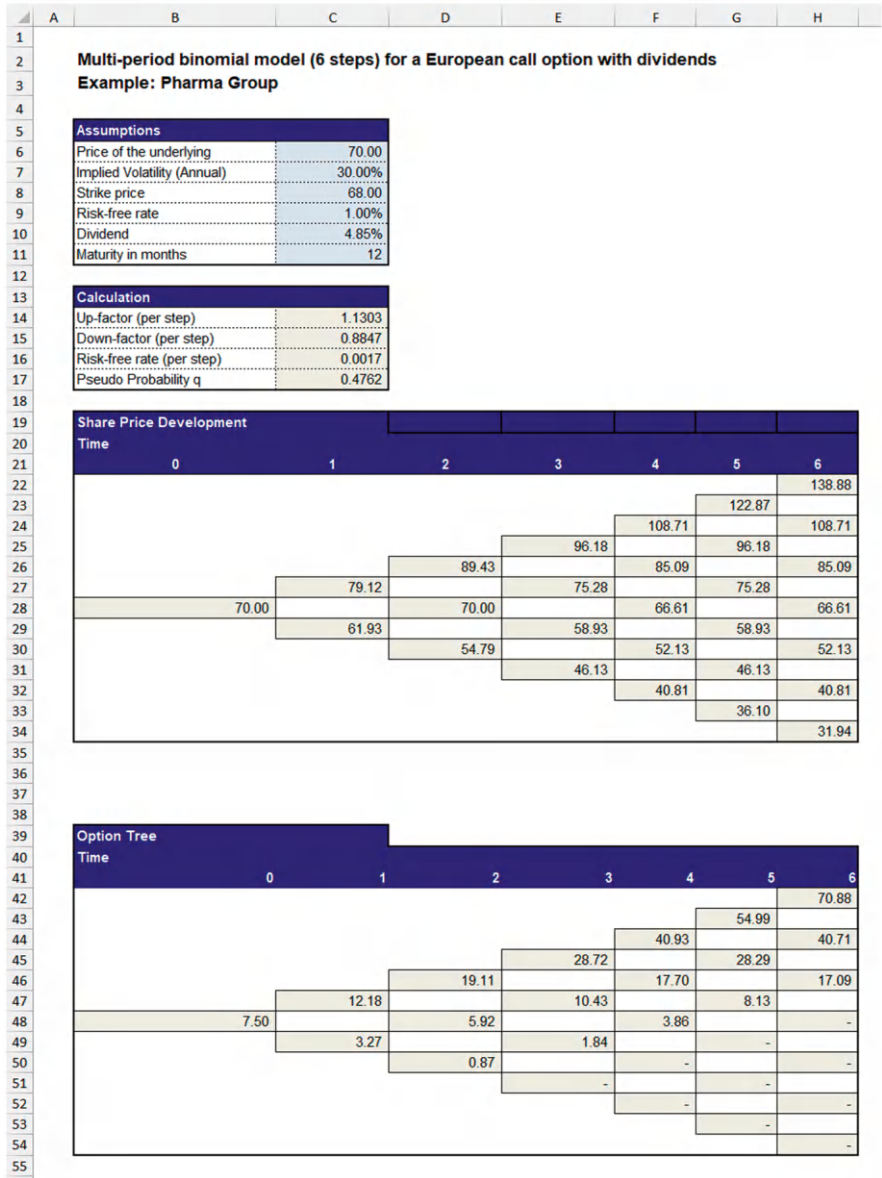 A B C D E F G H
1
2 Multi-period binomial model (6 steps) for a European call option with dividends
3 Example: Pharma Group
4
5 Assumptions
6 Price of the underlying 70.00
7 Implied Volatility (Annual) 30.00%
8 Strike price 68.00
9 Risk-free rate 1.00%
10 Dividend 4.85%
11 Maturity in months 12
12
13 Calculation
14 Up-factor (per step) 1.1303
15 Down-factor (per step) 0.8847
16 Risk-free rate (per step) 0.0017
17 Pseudo Probability q 0.4762
18
19 Share Price Development
20 Time
21 0 1 2 3 4 5 6
22 138.88
23 122.87
24 108.71 108.71
25 96.18 96.18
26 89.43 85.09 85.09
27 79.12 75.28 75.28
28 70.00 70.00 66.61 66.61
29 61.93 58.93 58.93
30 54.79 52.13 52.13
31 46.13 46.13
32 40.81 40.81
33 36.10
34 31.94
35
36
37
38
39 Option Tree
40 Time
41 0 1 2 3 4 5 6
42 70.88
43 54.99
44 40.93 40.71
45 28.72 28.29
46 19.11 17.70 17.09
47 12.18 10.43 8.13
48 7.50 5.92 3.86 -
49 3.27 1.84 -
50 0.87 - -
51 - -
52 - -
53 -
54 -
55